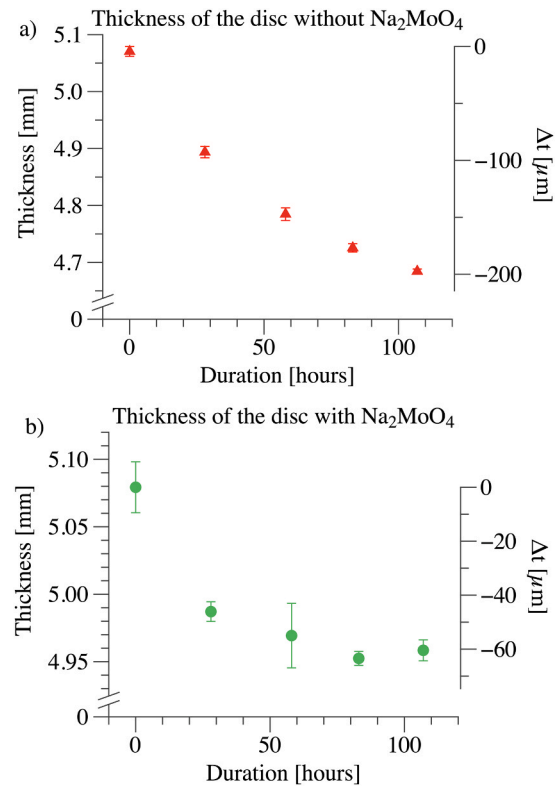 a)
Thickness of the disc without Na₂MoO₄
5.1
5.0
4.9
4.8
4.7
0
Thickness [mm]
0
−100
−200
Δt [μm]
0 50 100
Duration [hours]
b)
Thickness of the disc with Na₂MoO₄
5.10
5.05
5.00
4.95
0
Thickness [mm]
0
−20
−40
−60
Δt [μm]
0 50 100
Duration [hours]